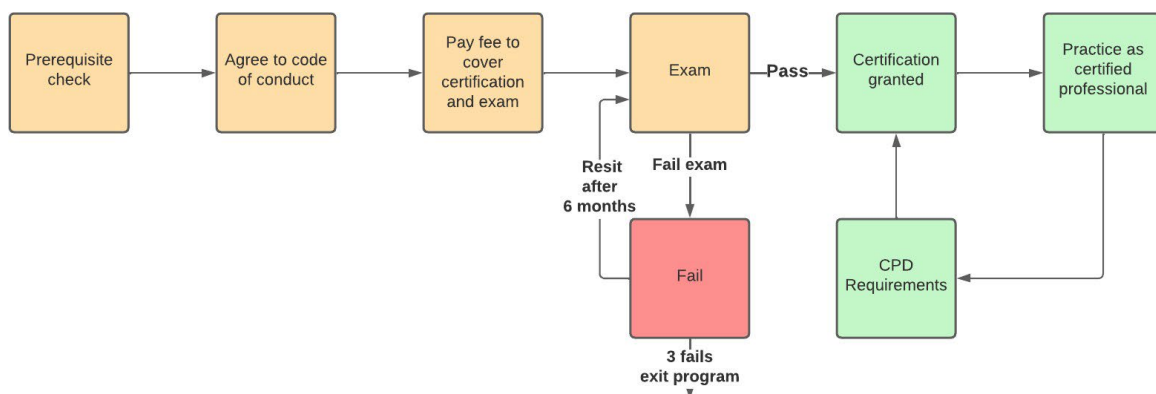 Prerequisite
check
Agree to code
of conduct
Pay fee to
cover
certification
and exam
Exam
Pass
Certification
granted
Practice as
certified
professional
Resit
after
6 months
Fail exam
Fail
CPD
Requirements
3 fails
exit program